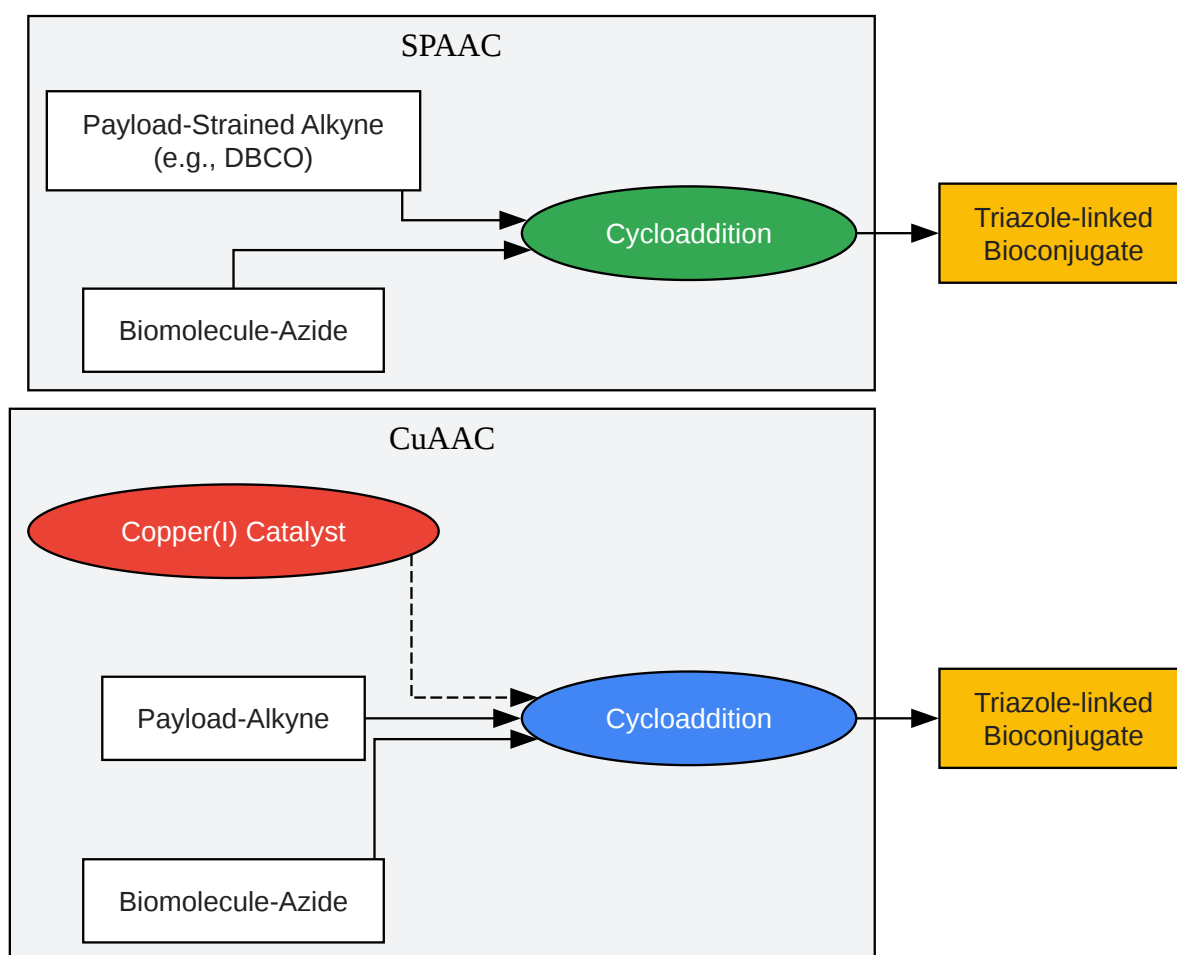 SPAAC
Payload-Strained Alkyne
(e.g., DBCO)
Cycloaddition
Triazole-linked
Bioconjugate
Biomolecule-Azide
CuAAC
Copper(I) Catalyst
Payload-Alkyne
Cycloaddition
Triazole-linked
Bioconjugate
Biomolecule-Azide